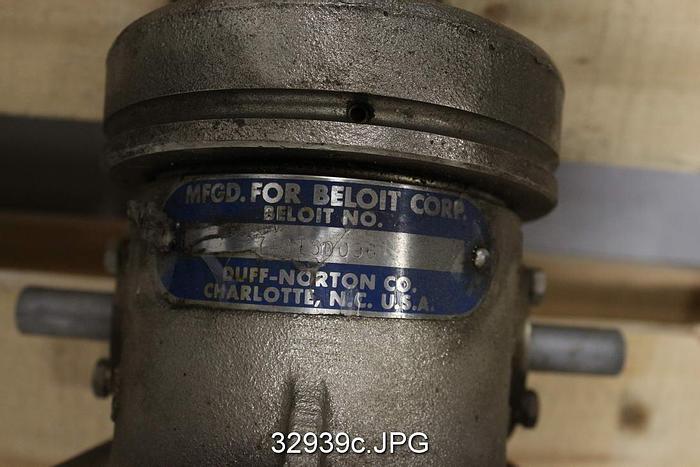 MFGD. FOR BELOIT CORP.
BELOIT NO.
DUFF-NORTON CO.
CHARLOTTE, N.C. U.S.A.
32939c.JPG